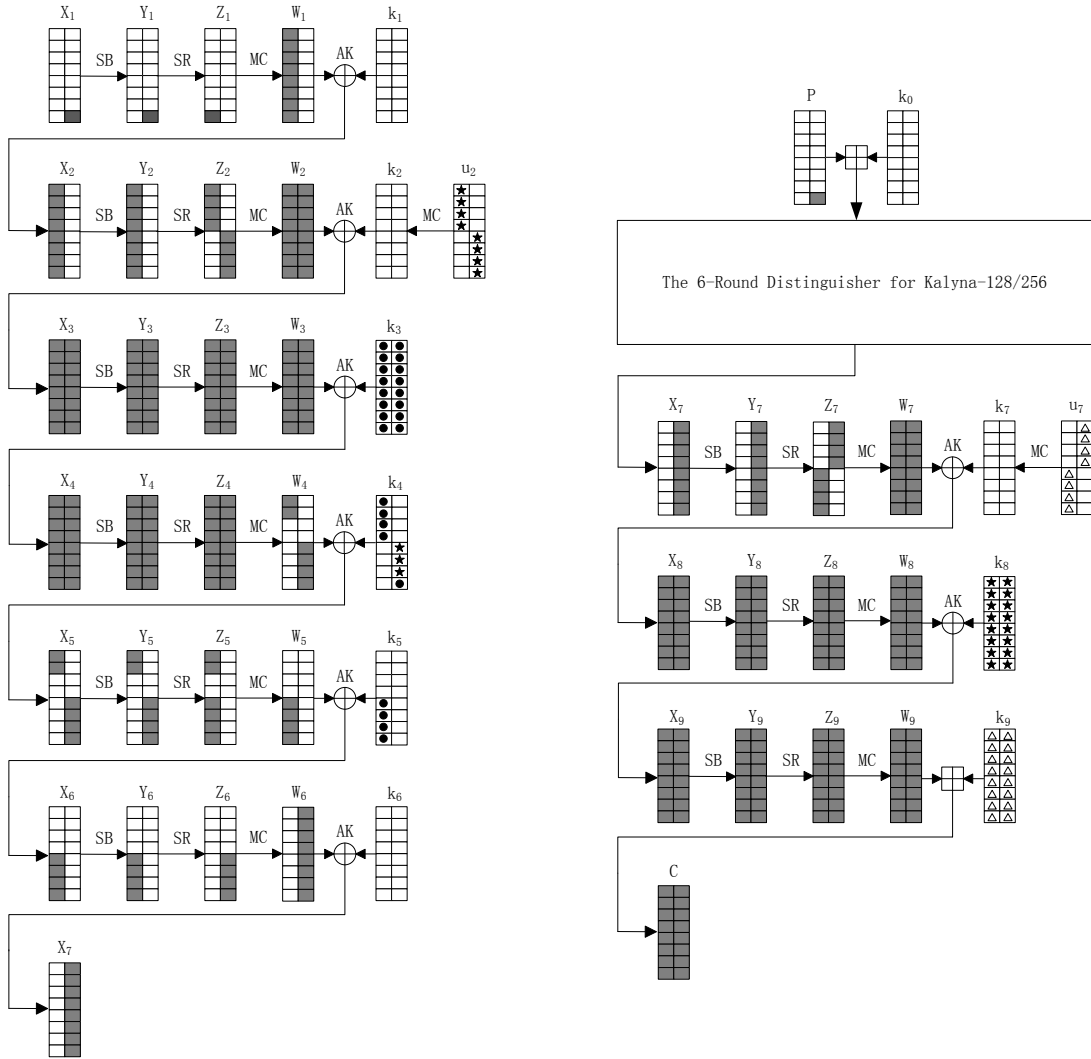 X₁ Y₁ Z₁ W₁ k₁
SB SR MC AK
X₂ Y₂ Z₂ W₂ k₂ u₂
SB SR MC AK MC
X₃ Y₃ Z₃ W₃ k₃
SB SR MC AK
X₄ Y₄ Z₄ W₄ k₄
SB SR MC AK
X₅ Y₅ Z₅ W₅ k₅
SB SR MC AK
X₆ Y₆ Z₆ W₆ k₆
SB SR MC AK
X₇
P k₀
The 6-Round Distinguisher for Kalyna-128/256
X₇ Y₇ Z₇ W₇ k₇ u₇
SB SR MC AK MC
X₈ Y₈ Z₈ W₈ k₈
SB SR MC AK
X₉ Y₉ Z₉ W₉ k₉
SB SR MC
C